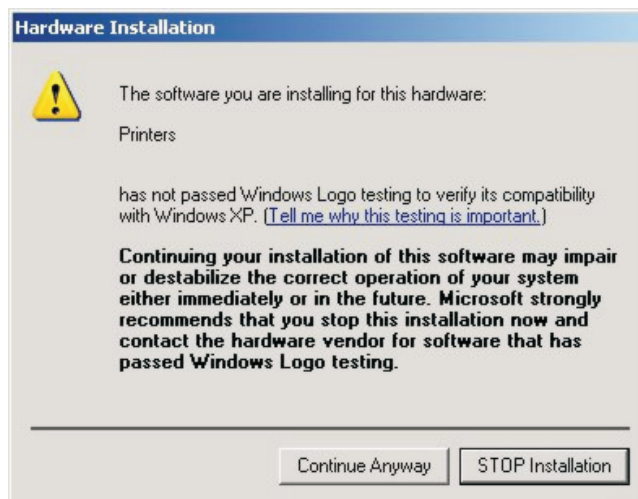 Hardware Installation
The software you are installing for this hardware:
Printers
has not passed Windows Logo testing to verify its compatibility
with Windows XP. (Tell me why this testing is important.)
Continuing your installation of this software may impair
or destabilize the correct operation of your system
either immediately or in the future. Microsoft strongly
recommends that you stop this installation now and
contact the hardware vendor for software that has
passed Windows Logo testing.
Continue Anyway
STOP Installation